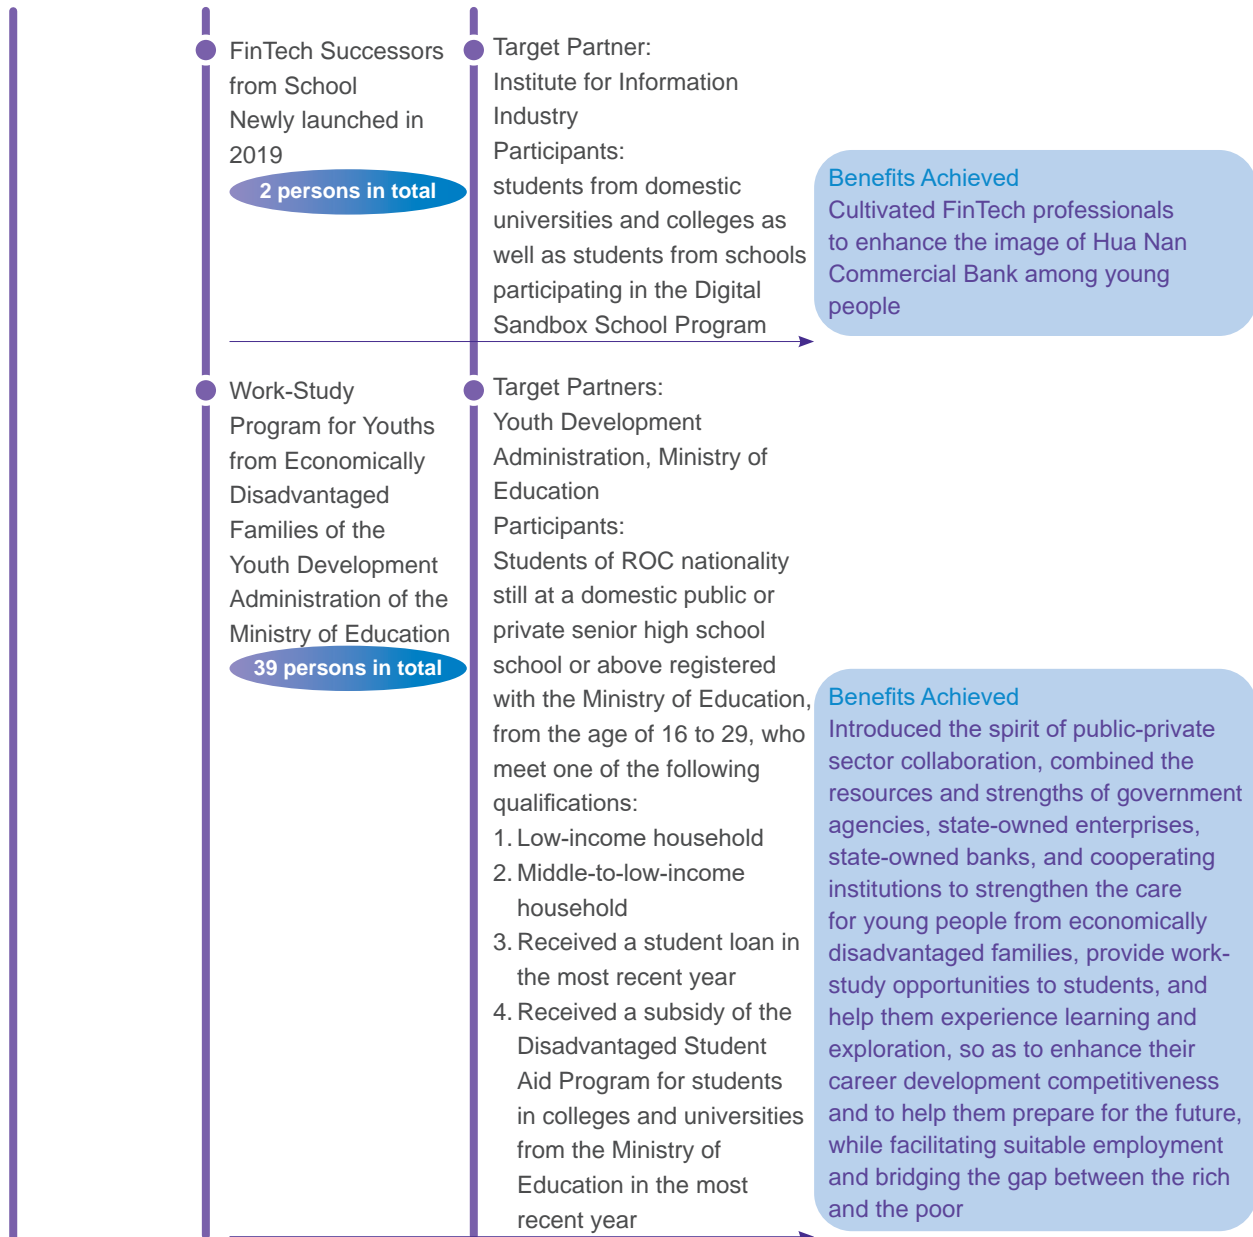 FinTech Successors
from School
Newly launched in
2019
2 persons in total
Target Partner:
Institute for Information
Industry
Participants:
students from domestic
universities and colleges as
well as students from schools
participating in the Digital
Sandbox School Program
Benefits Achieved
Cultivated FinTech professionals
to enhance the image of Hua Nan
Commercial Bank among young
people
Work-Study
Program for Youths
from Economically
Disadvantaged
Families of the
Youth Development
Administration of the
Ministry of Education
39 persons in total
Target Partners:
Youth Development
Administration, Ministry of
Education
Participants:
Students of ROC nationality
still at a domestic public or
private senior high school
school or above registered
with the Ministry of Education,
from the age of 16 to 29, who
meet one of the following
qualifications:
1. Low-income household
2. Middle-to-low-income
household
3. Received a student loan in
the most recent year
4. Received a subsidy of the
Disadvantaged Student
Aid Program for students
in colleges and universities
from the Ministry of
Education in the most
recent year
Benefits Achieved
Introduced the spirit of public-private
sector collaboration, combined the
resources and strengths of government
agencies, state-owned enterprises,
state-owned banks, and cooperating
institutions to strengthen the care
for young people from economically
disadvantaged families, provide work-
study opportunities to students, and
help them experience learning and
exploration, so as to enhance their
career development competitiveness
and to help them prepare for the future,
while facilitating suitable employment
and bridging the gap between the rich
and the poor